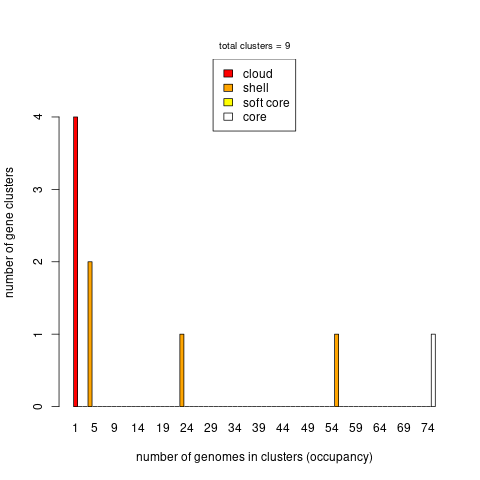 total clusters = 9
cloud
shell
soft core
core
number of gene clusters
4
3
2
1
0
1 5 9 14 19 24 29 34 39 44 49 54 59 64 69 74
number of genomes in clusters (occupancy)